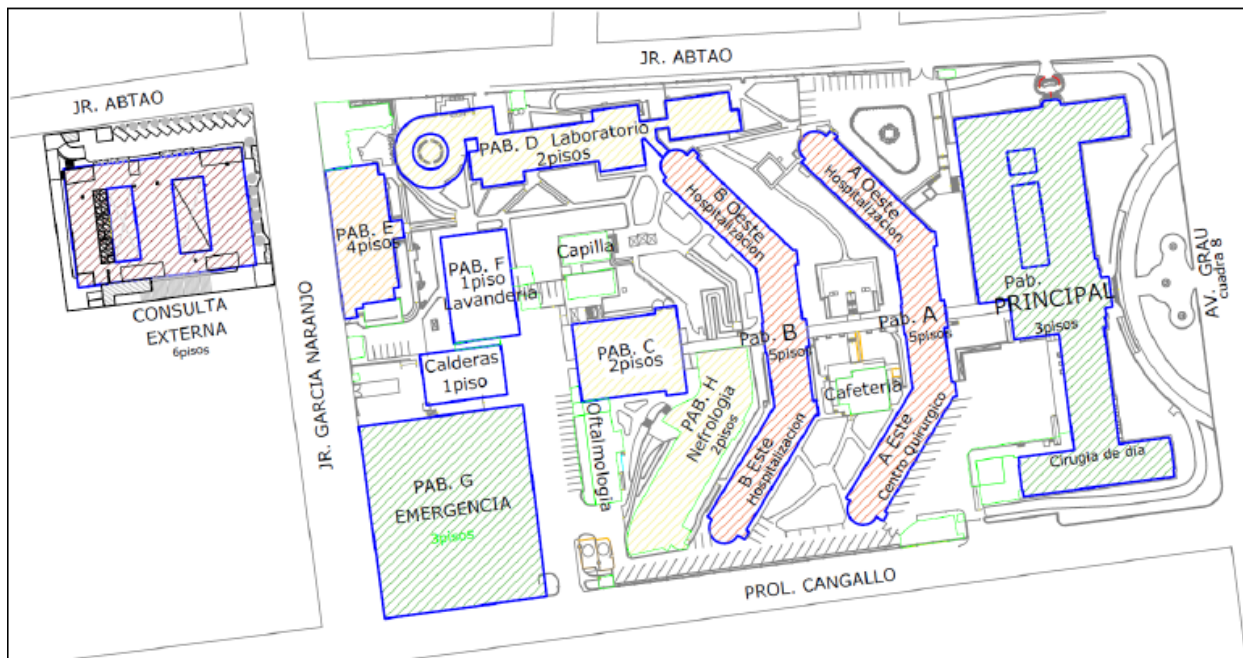 JR. ABTAO
JR. ABTAO
CONSULTA
EXTERNA
6pisos
JR. GARCIA NARANJO
PAB. D Laboratorio
2pisos
PAB. E
4pisos
PAB. F
1piso
Lavanderia
Capilla
Calderas
1piso
PAB. C
2pisos
PAB. G
EMERGENCIA
3pisos
Oftalmologia
PAB. H
Nefrologia
2pisos
B Oeste
Hospitalizacion
Pab. B
5pisos
B Este
Hospitalizacion
A Oeste
Hospitalizacion
Pab. A
5pisos
Cafeteria
A Este
Centro Quirurgico
Pab.
PRINCIPAL
3pisos
Cirugia de dia
AV. GRAU
cuadra 8
PROL. CANGALLO